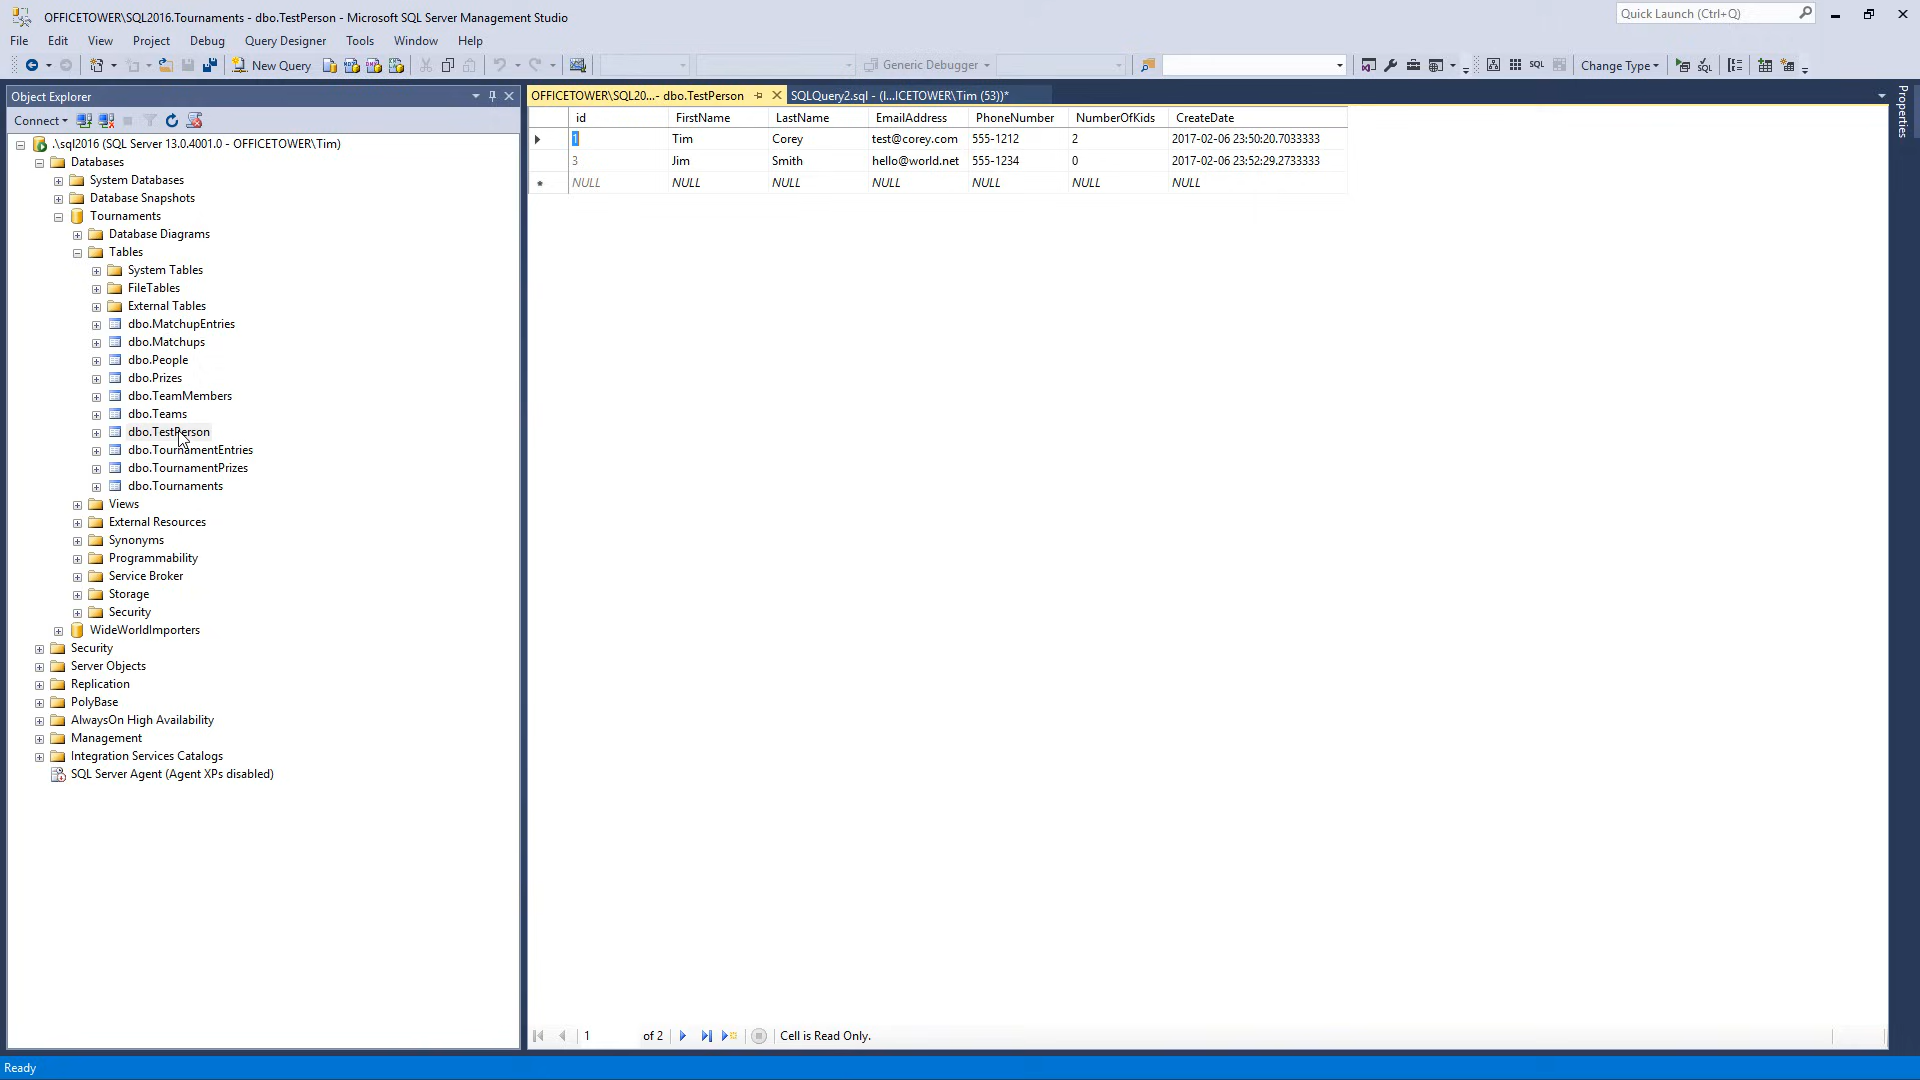 OFFICETOWER\SQL2016.Tournaments - dbo.TestPerson - Microsoft SQL Server Management Studio
Quick Launch (Ctrl+Q)
File Edit View Project Debug Query Designer Tools Window Help
New Query Generic Debugger SQL Change Type
Object Explorer
OFFICETOWER\SQL20...- dbo.TestPerson SQLQuery2.sql - (l...ICETOWER\Tim (53))*
Properties
Connect
id FirstName LastName EmailAddress PhoneNumber NumberOfKids CreateDate
1 Tim Corey test@corey.com 555-1212 2 2017-02-06 23:50:20.7033333
3 Jim Smith hello@world.net 555-1234 0 2017-02-06 23:52:29.2733333
NULL NULL NULL NULL NULL NULL NULL
.\sql2016 (SQL Server 13.0.4001.0 - OFFICETOWER\Tim)
Databases
System Databases
Database Snapshots
Tournaments
Database Diagrams
Tables
System Tables
FileTables
External Tables
dbo.MatchupEntries
dbo.Matchups
dbo.People
dbo.Prizes
dbo.TeamMembers
dbo.Teams
dbo.TestPerson
dbo.TournamentEntries
dbo.TournamentPrizes
dbo.Tournaments
Views
External Resources
Synonyms
Programmability
Service Broker
Storage
Security
WideWorldImporters
Security
Server Objects
Replication
PolyBase
AlwaysOn High Availability
Management
Integration Services Catalogs
SQL Server Agent (Agent XPs disabled)
1 of 2 Cell is Read Only.
Ready